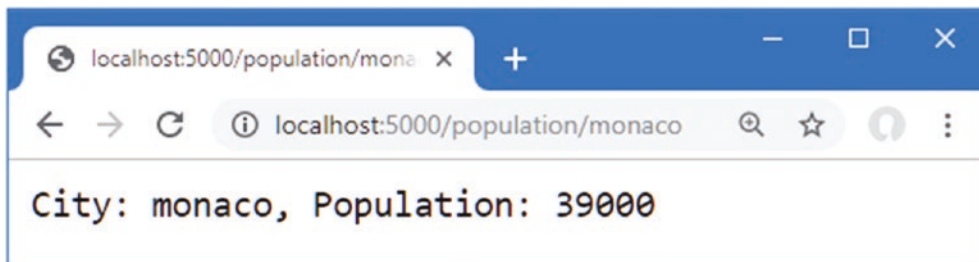 localhost:5000/population/mona
localhost:5000/population/monaco
City: monaco, Population: 39000